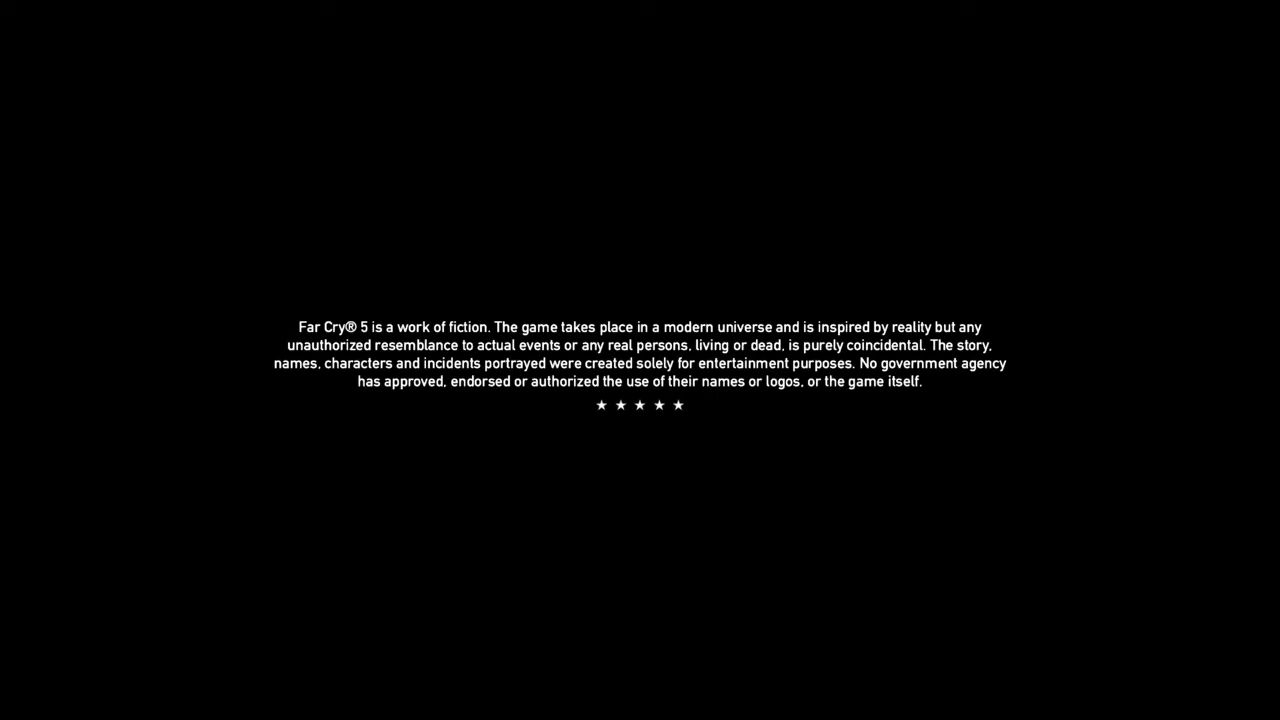 Far Cry® 5 is a work of fiction. The game takes place in a modern universe and is inspired by reality but any
unauthorized resemblance to actual events or any real persons, living or dead, is purely coincidental. The story,
names, characters and incidents portrayed were created solely for entertainment purposes. No government agency
has approved, endorsed or authorized the use of their names or logos, or the game itself.
★ ★ ★ ★ ★